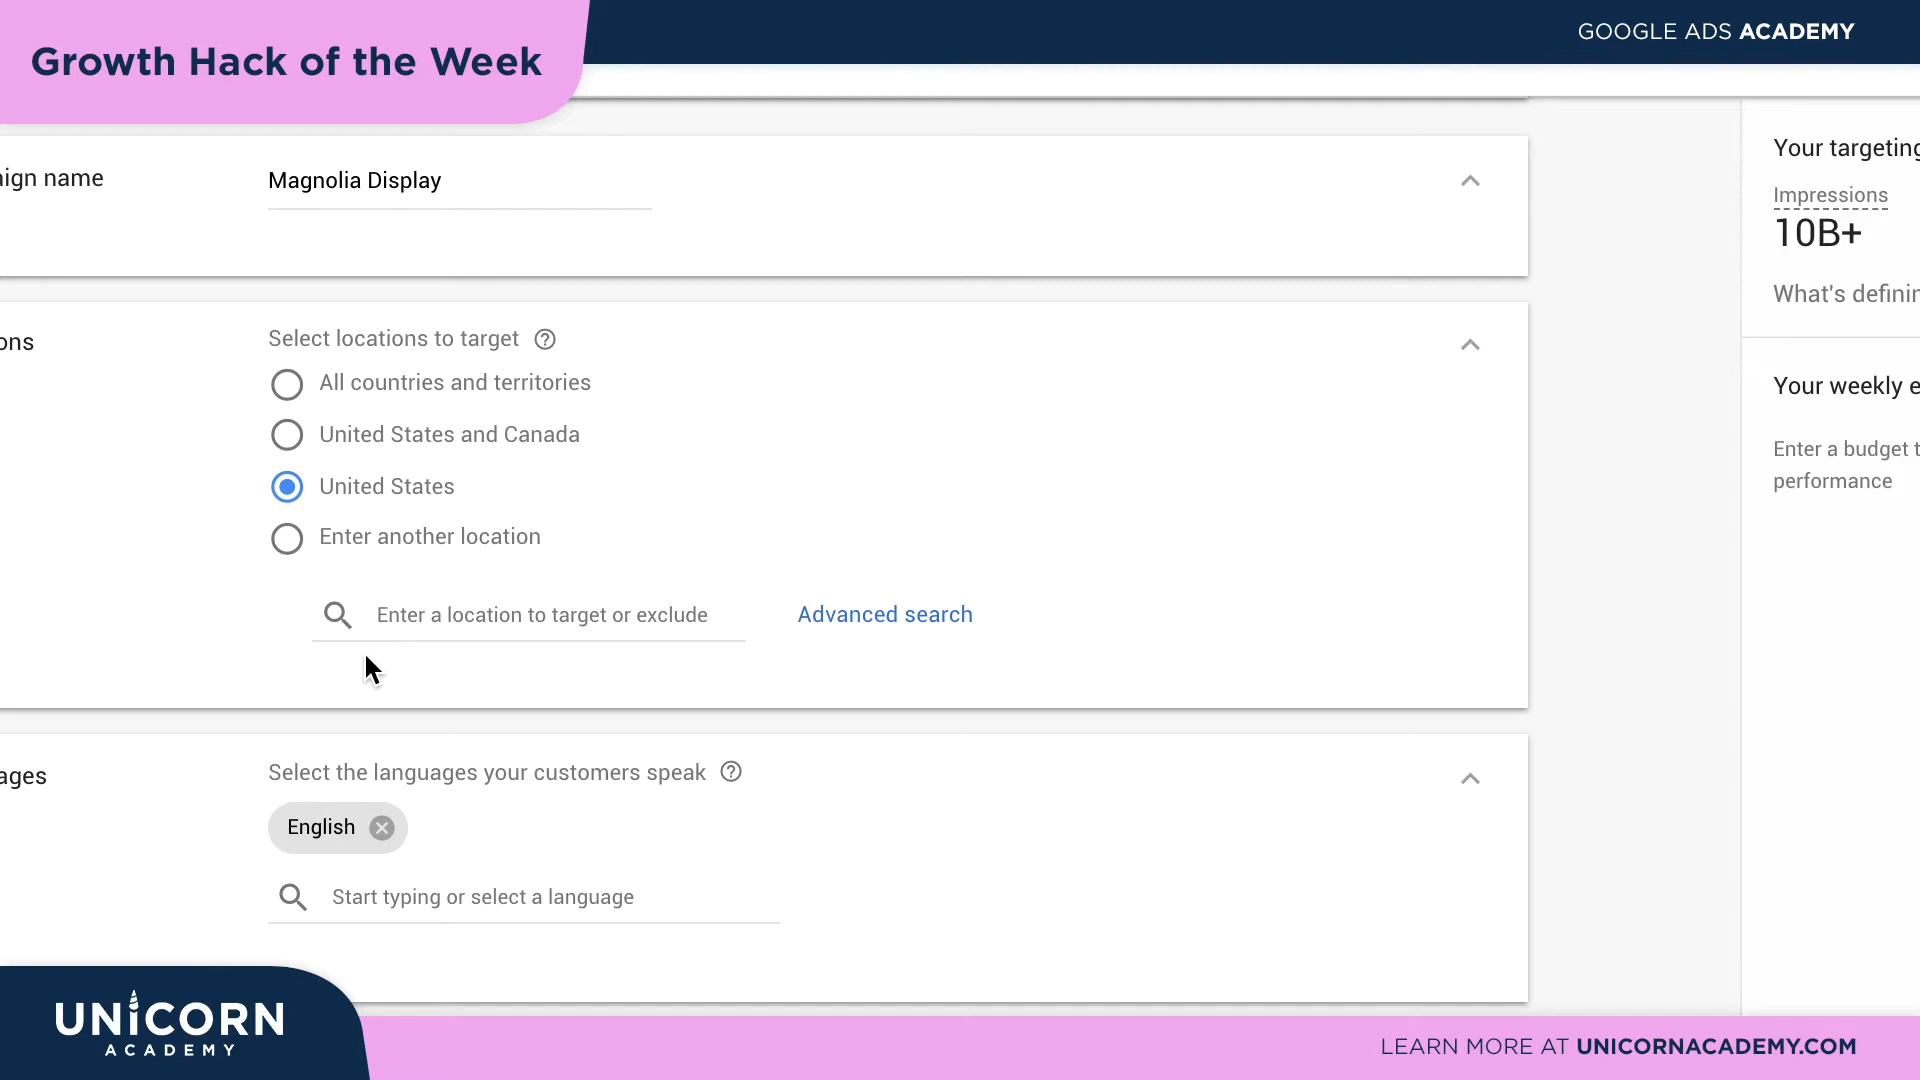 Growth Hack of the Week
GOOGLE ADS ACADEMY
aign name
Magnolia Display
Your targeting
Impressions
10B+
What's definin
ons
Select locations to target
All countries and territories
United States and Canada
United States
Enter another location
Enter a location to target or exclude
Advanced search
Your weekly e
Enter a budget t
performance
ages
Select the languages your customers speak
English
Start typing or select a language
UNICORN
ACADEMY
LEARN MORE AT UNICORNACADEMY.COM